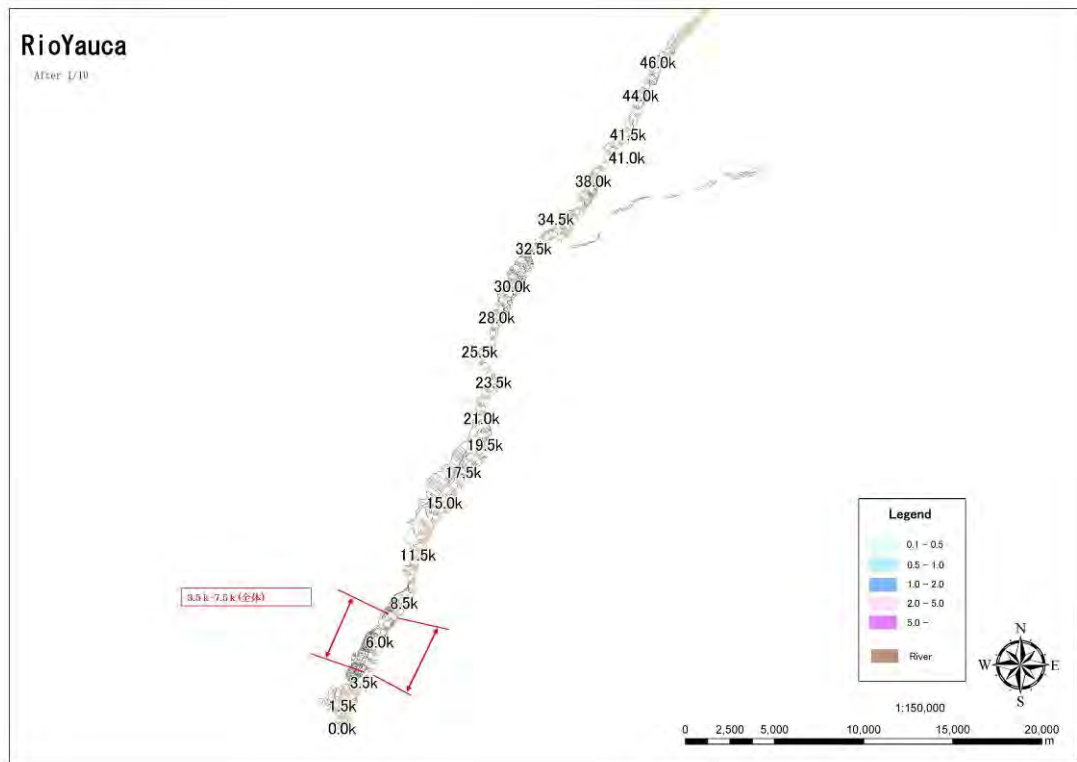 RioYauca
After 1/10
46.0k
44.0k
41.5k
41.0k
38.0k
34.5k
32.5k
30.0k
28.0k
25.5k
23.5k
21.0k
19.5k
17.5k
15.0k
11.5k
3.5k-7.5k(全体)
8.5k
6.0k
3.5k
1.5k
0.0k
Legend
0.1 - 0.5
0.5 - 1.0
1.0 - 2.0
2.0 - 5.0
5.0 -
River
N
W E
S
1:150,000
0 2,500 5,000 10,000 15,000 20,000
m